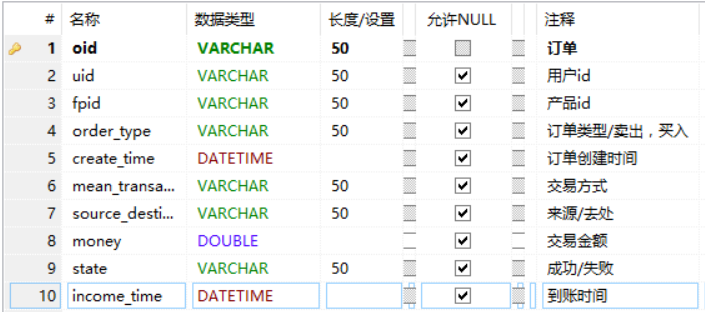 # 名称 数据类型 长度/设置 允许NULL 注释
1 oid VARCHAR 50 订单
2 uid VARCHAR 50 用户id
3 fpid VARCHAR 50 产品id
4 order_type VARCHAR 50 订单类型/卖出，买入
5 create_time DATETIME 订单创建时间
6 mean_transa... VARCHAR 50 交易方式
7 source_desti... VARCHAR 50 来源/去处
8 money DOUBLE 交易金额
9 state VARCHAR 50 成功/失败
10 income_time DATETIME 到账时间